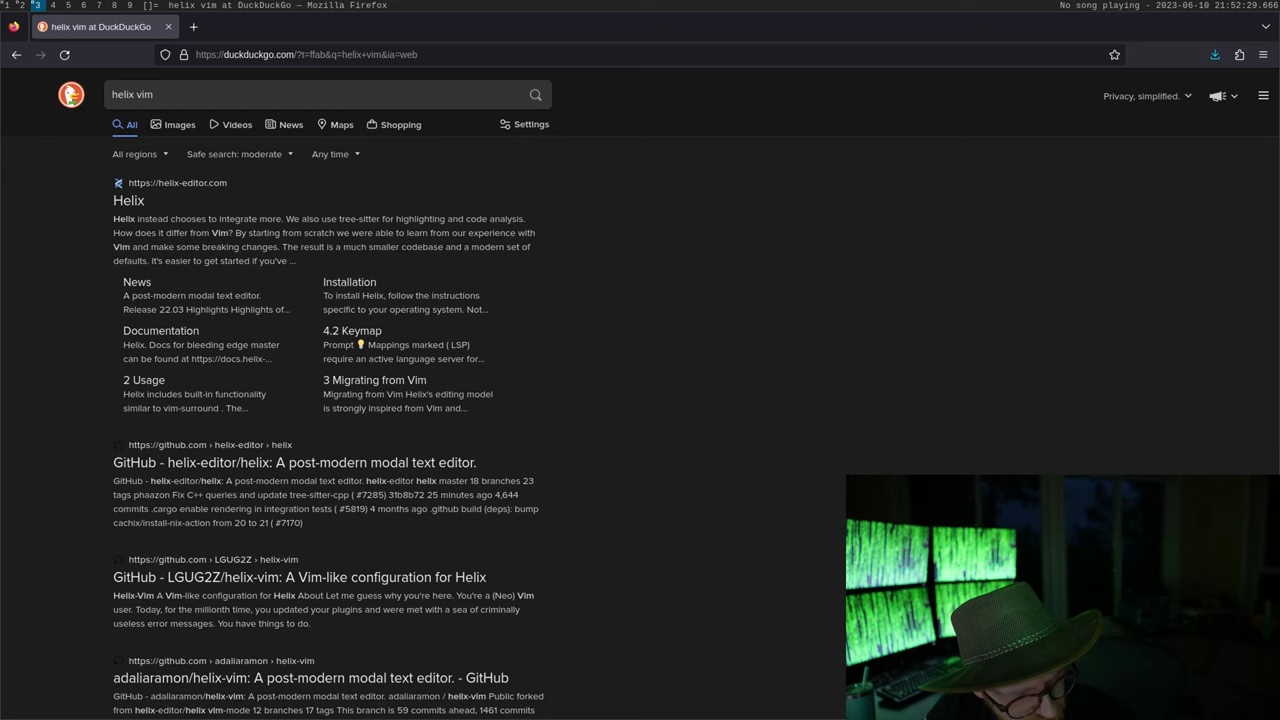 1 2 3 4 5 6 7 8 9 []= helix vim at DuckDuckGo — Mozilla Firefox No song playing - 2023-06-10 21:52:29.666
helix vim at DuckDuckGo
https://duckduckgo.com/?t=ffab&q=helix+vim&ia=web
helix vim
Privacy, simplified.
All Images Videos News Maps Shopping Settings
All regions Safe search: moderate Any time
https://helix-editor.com
Helix
Helix instead chooses to integrate more. We also use tree-sitter for highlighting and code analysis.
How does it differ from Vim? By starting from scratch we were able to learn from our experience with
Vim and make some breaking changes. The result is a much smaller codebase and a modern set of
defaults. It's easier to get started if you've ...
News
A post-modern modal text editor.
Release 22.03 Highlights Highlights of...
Installation
To install Helix, follow the instructions
specific to your operating system. Not...
Documentation
Helix. Docs for bleeding edge master
can be found at https://docs.helix-...
4.2 Keymap
Prompt 💡 Mappings marked ( LSP)
require an active language server for...
2 Usage
Helix includes built-in functionality
similar to vim-surround . The...
3 Migrating from Vim
Migrating from Vim Helix's editing model
is strongly inspired from Vim and...
https://github.com › helix-editor › helix
GitHub - helix-editor/helix: A post-modern modal text editor.
GitHub - helix-editor/helix: A post-modern modal text editor. helix-editor helix master 18 branches 23
tags phaazon Fix C++ queries and update tree-sitter-cpp ( #7285) 31b8b72 25 minutes ago 4,644
commits .cargo enable rendering in integration tests ( #5819) 4 months ago .github build (deps): bump
cachix/install-nix-action from 20 to 21 ( #7170)
https://github.com › LGUG2Z › helix-vim
GitHub - LGUG2Z/helix-vim: A Vim-like configuration for Helix
Helix-Vim A Vim-like configuration for Helix About Let me guess why you're here. You're a (Neo) Vim
user. Today, for the millionth time, you updated your plugins and were met with a sea of criminally
useless error messages. You have things to do.
https://github.com › adaliaramon › helix-vim
adaliaramon/helix-vim: A post-modern modal text editor. - GitHub
GitHub - adaliaramon/helix-vim: A post-modern modal text editor. adaliaramon / helix-vim Public forked
from helix-editor/helix vim-mode 12 branches 17 tags This branch is 59 commits ahead, 1461 commits